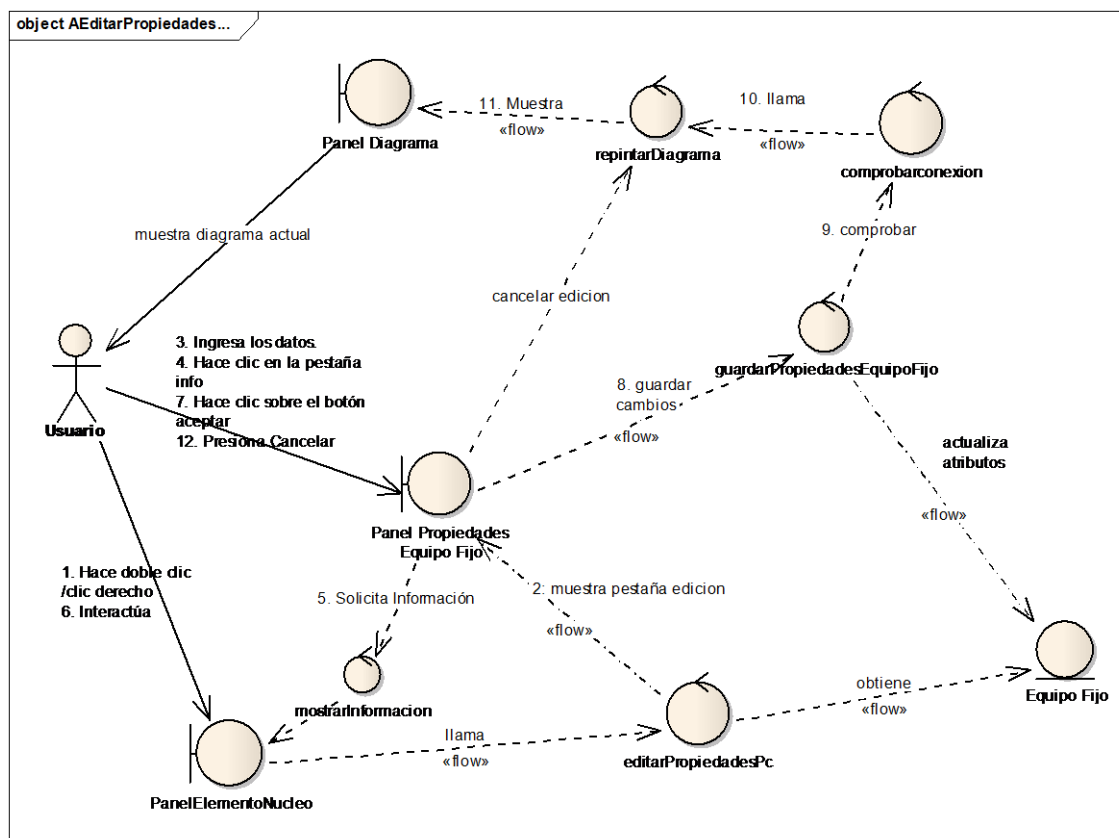 object AEditarPropiedades...
11. Muestra
«flow»
10. llama
«flow»
Panel Diagrama
repintarDiagrama
comprobarconexion
muestra diagrama actual
9. comprobar
cancelar edicion
3. Ingresa los datos.
4. Hace clic en la pestaña
info
7. Hace clic sobre el botón
aceptar
12. Presiona Cancelar
Usuario
guardarPropiedadesEquipoFijo
8. guardar
cambios
«flow»
actualiza
atributos
«flow»
Panel Propiedades
Equipo Fijo
1. Hace doble clic
/clic derecho
6. Interactúa
5. Solicita Información
2: muestra pestaña edicion
«flow»
mostrarInformacion
llama
«flow»
obtiene
«flow»
Equipo Fijo
editarPropiedadesPc
PanelElementoNucleo